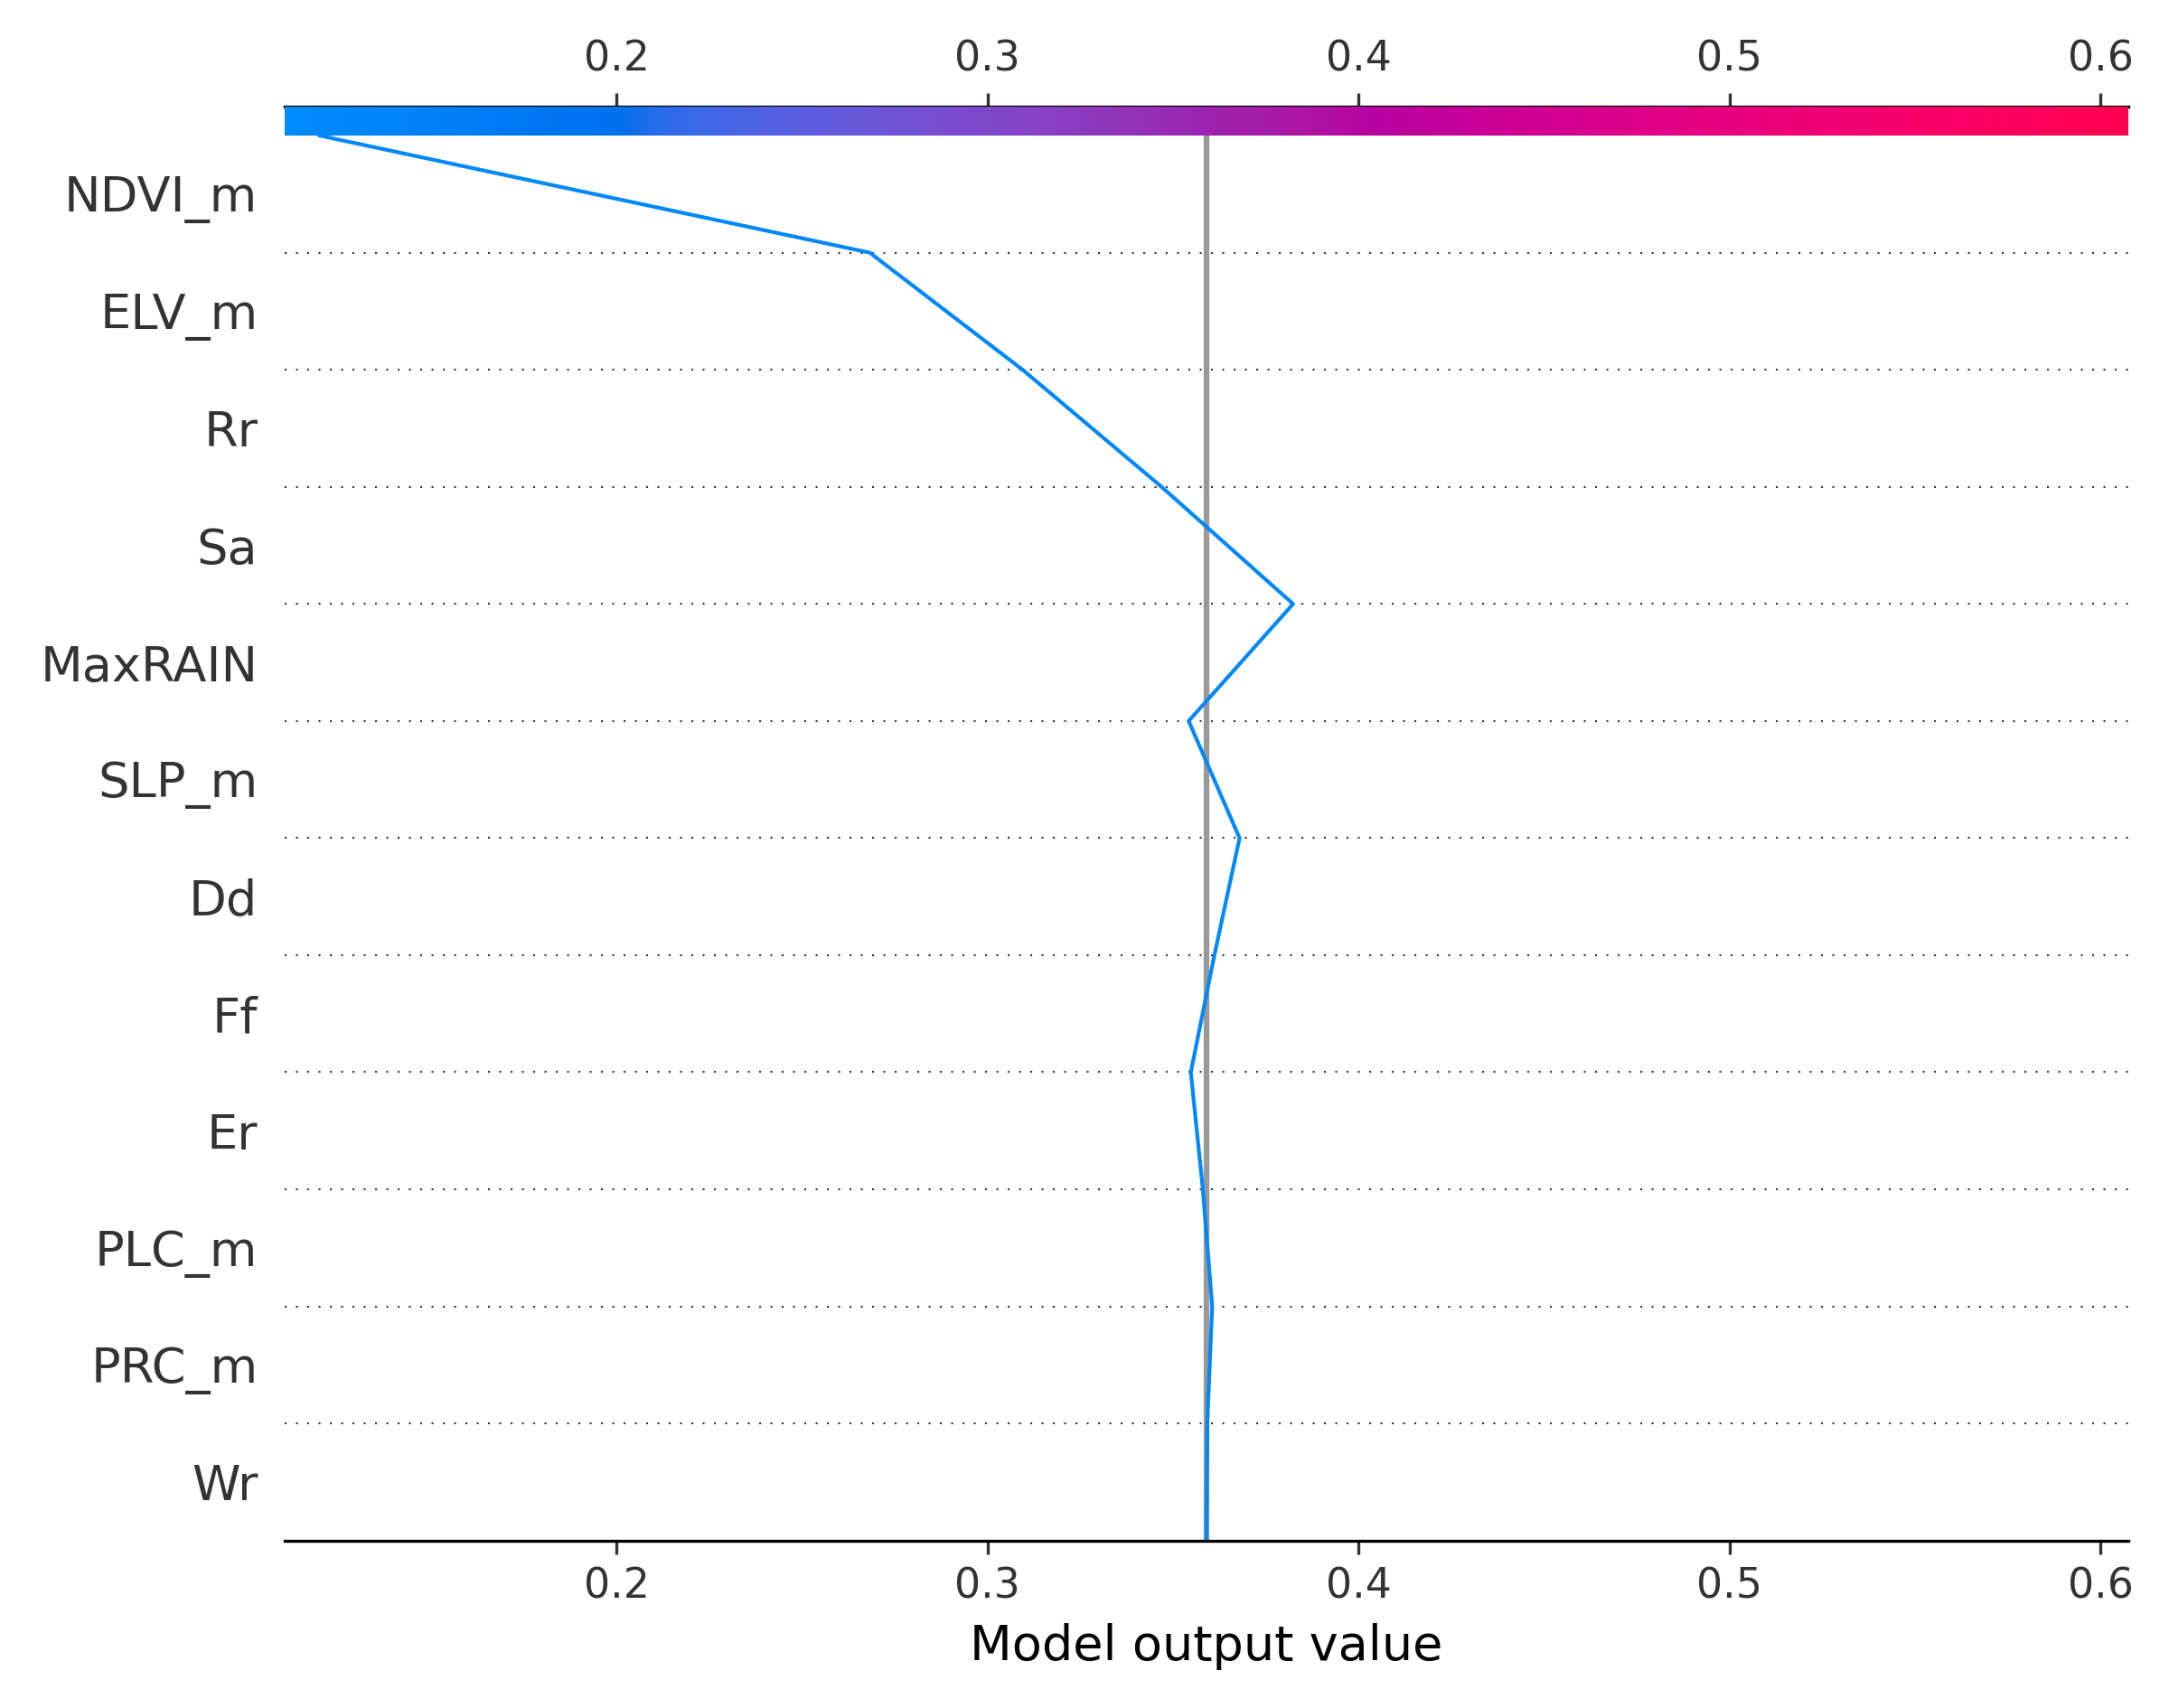 0.2 0.3 0.4 0.5 0.6
NDVI_m
ELV_m
Rr
Sa
MaxRAIN
SLP_m
Dd
Ff
Er
PLC_m
PRC_m
Wr
0.2 0.3 0.4 0.5 0.6
Model output value